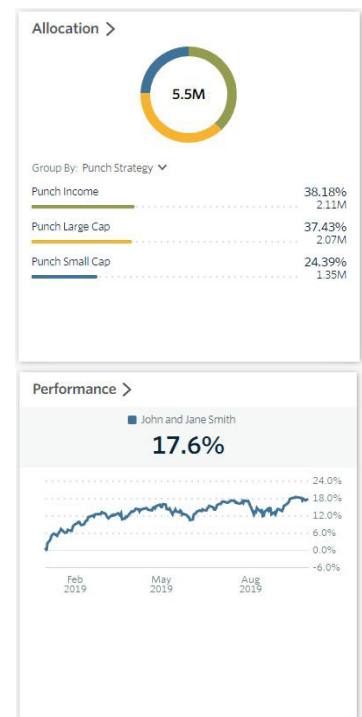 Allocation >
5.5M
Group By: Punch Strategy
Punch Income 38.18%
2.11M
Punch Large Cap 37.43%
2.07M
Punch Small Cap 24.39%
1.35M
Performance >
John and Jane Smith
17.6%
24.0%
18.0%
12.0%
6.0%
0.0%
-6.0%
Feb May Aug
2019 2019 2019